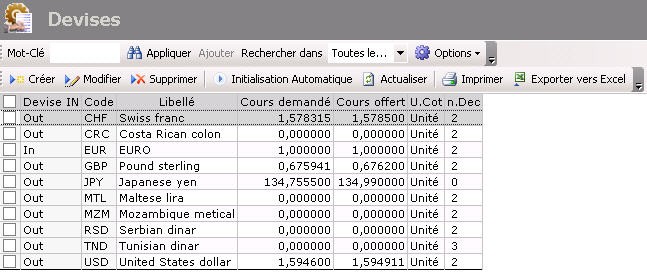 Devises
Mot-Clé Appliquer Ajouter Rechercher dans Toutes le... Options
Créer Modifier Supprimer Initialisation Automatique Actualiser Imprimer Exporter vers Excel
Devise IN Code Libellé Cours demandé Cours offert U.Cot n.Dec
Out CHF Swiss franc 1,578315 1,578500 Unité 2
Out CRC Costa Rican colon 0,000000 0,000000 Unité 2
In EUR EURO 1,000000 1,000000 Unité 2
Out GBP Pound sterling 0,675941 0,676200 Unité 2
Out JPY Japanese yen 134,755500 134,990000 Unité 0
Out MTL Maltese lira 0,000000 0,000000 Unité 2
Out MZM Mozambique metical 0,000000 0,000000 Unité 2
Out RSD Serbian dinar 0,000000 0,000000 Unité 2
Out TND Tunisian dinar 0,000000 0,000000 Unité 3
Out USD United States dollar 1,594600 1,594911 Unité 2